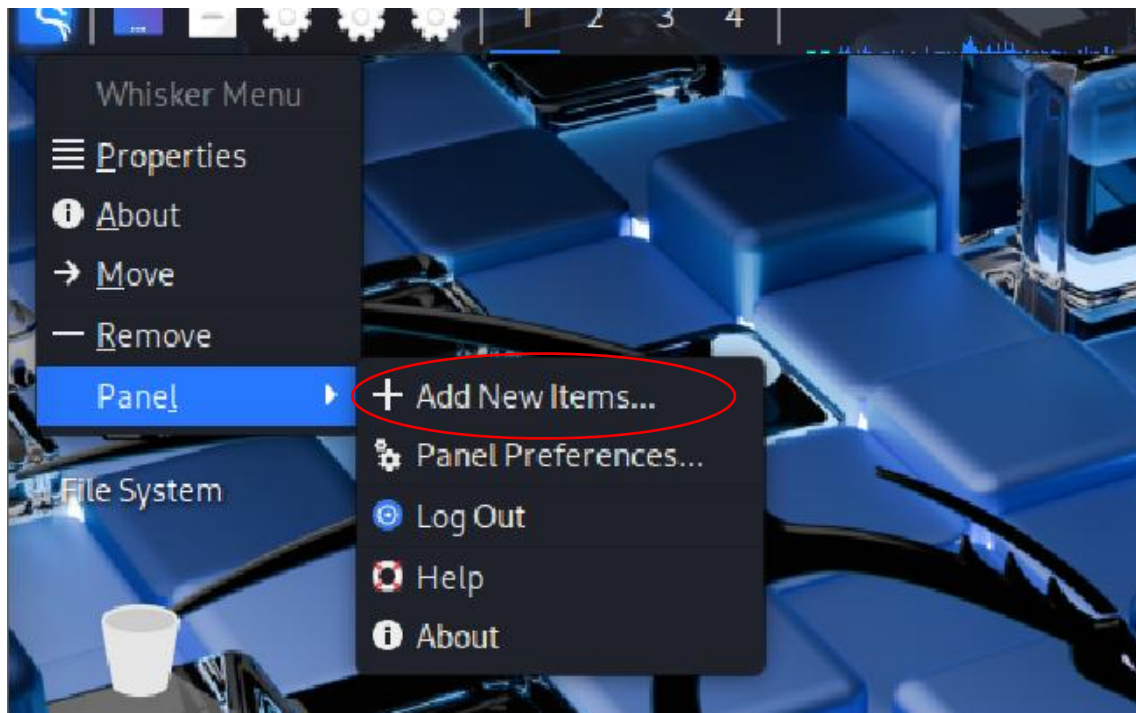 1 2 3 4
Whisker Menu
Properties
About
Move
Remove
Panel
Add New Items...
Panel Preferences...
Log Out
Help
About
File System